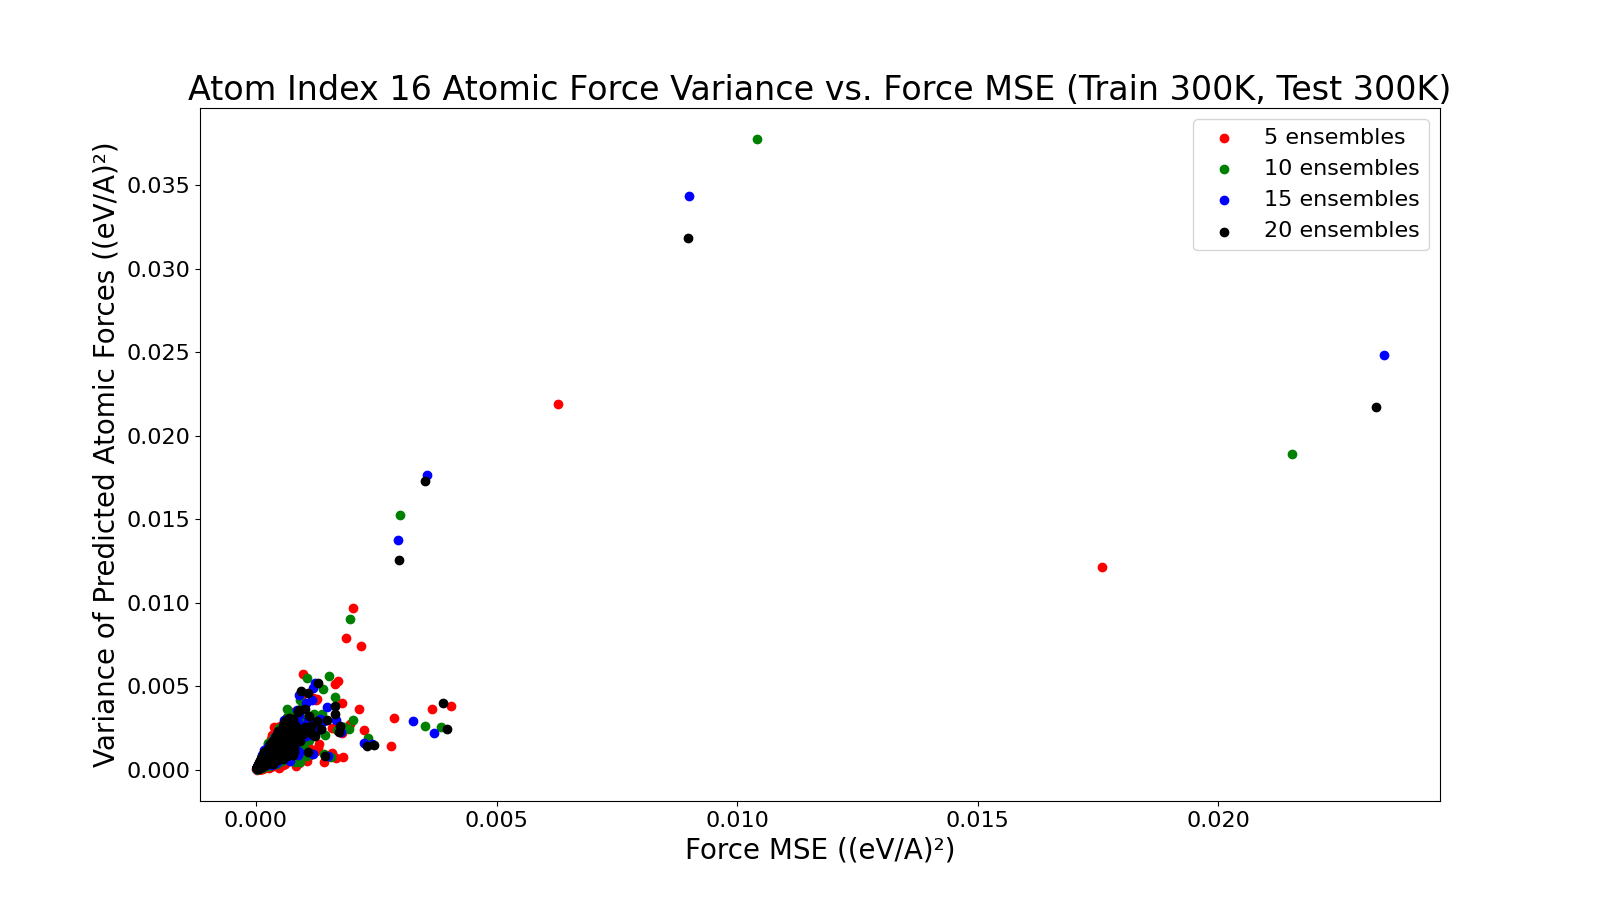 Atom Index 16 Atomic Force Variance vs. Force MSE (Train 300K, Test 300K)
5 ensembles
10 ensembles
15 ensembles
20 ensembles
Variance of Predicted Atomic Forces ((eV/A)²)
0.035
0.030
0.025
0.020
0.015
0.010
0.005
0.000
0.000
0.005
0.010
0.015
0.020
Force MSE ((eV/A)²)